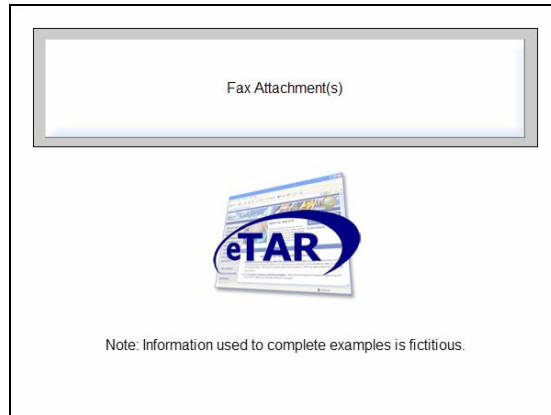 Fax Attachment(s)
eTAR
Note: Information used to complete examples is fictitious.